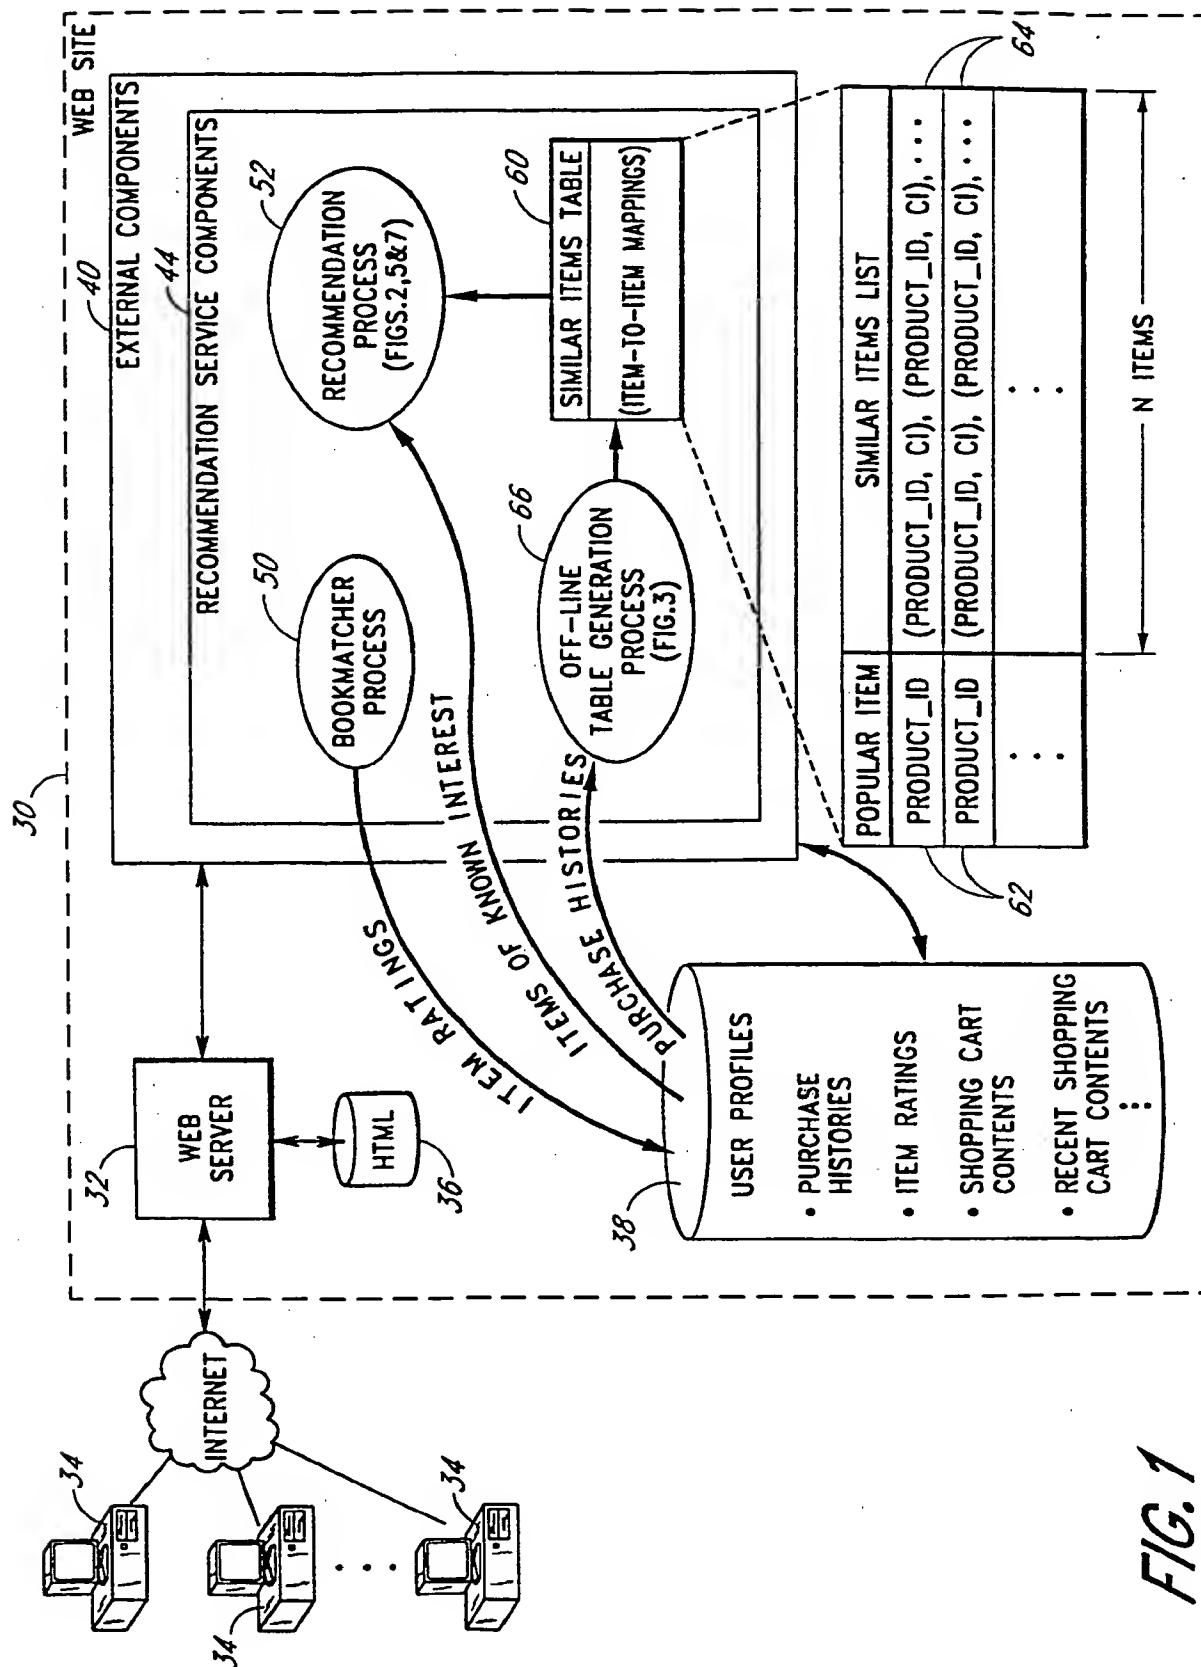 30
WEB SITE
40
EXTERNAL COMPONENTS
44
RECOMMENDATION SERVICE COMPONENTS
50
BOOKMATCHER
PROCESS
52
RECOMMENDATION
PROCESS
(FIGS.2,5&7)
66
OFF-LINE
TABLE GENERATION
PROCESS
(FIG.3)
60
SIMILAR ITEMS TABLE
(ITEM-TO-ITEM MAPPINGS)
ITEM RATINGS
ITEMS OF KNOWN INTEREST
PURCHASE HISTORIES
34
34
34
INTERNET
32
WEB
SERVER
HTML
36
38
USER PROFILES
• PURCHASE
HISTORIES
• ITEM RATINGS
• SHOPPING CART
CONTENTS
• RECENT SHOPPING
CART CONTENTS
POPULAR ITEM
SIMILAR ITEMS LIST
PRODUCT_ID
(PRODUCT_ID, CI), (PRODUCT_ID, CI), ...
PRODUCT_ID
(PRODUCT_ID, CI), (PRODUCT_ID, CI), ...
62
64
N ITEMS
FIG. 1